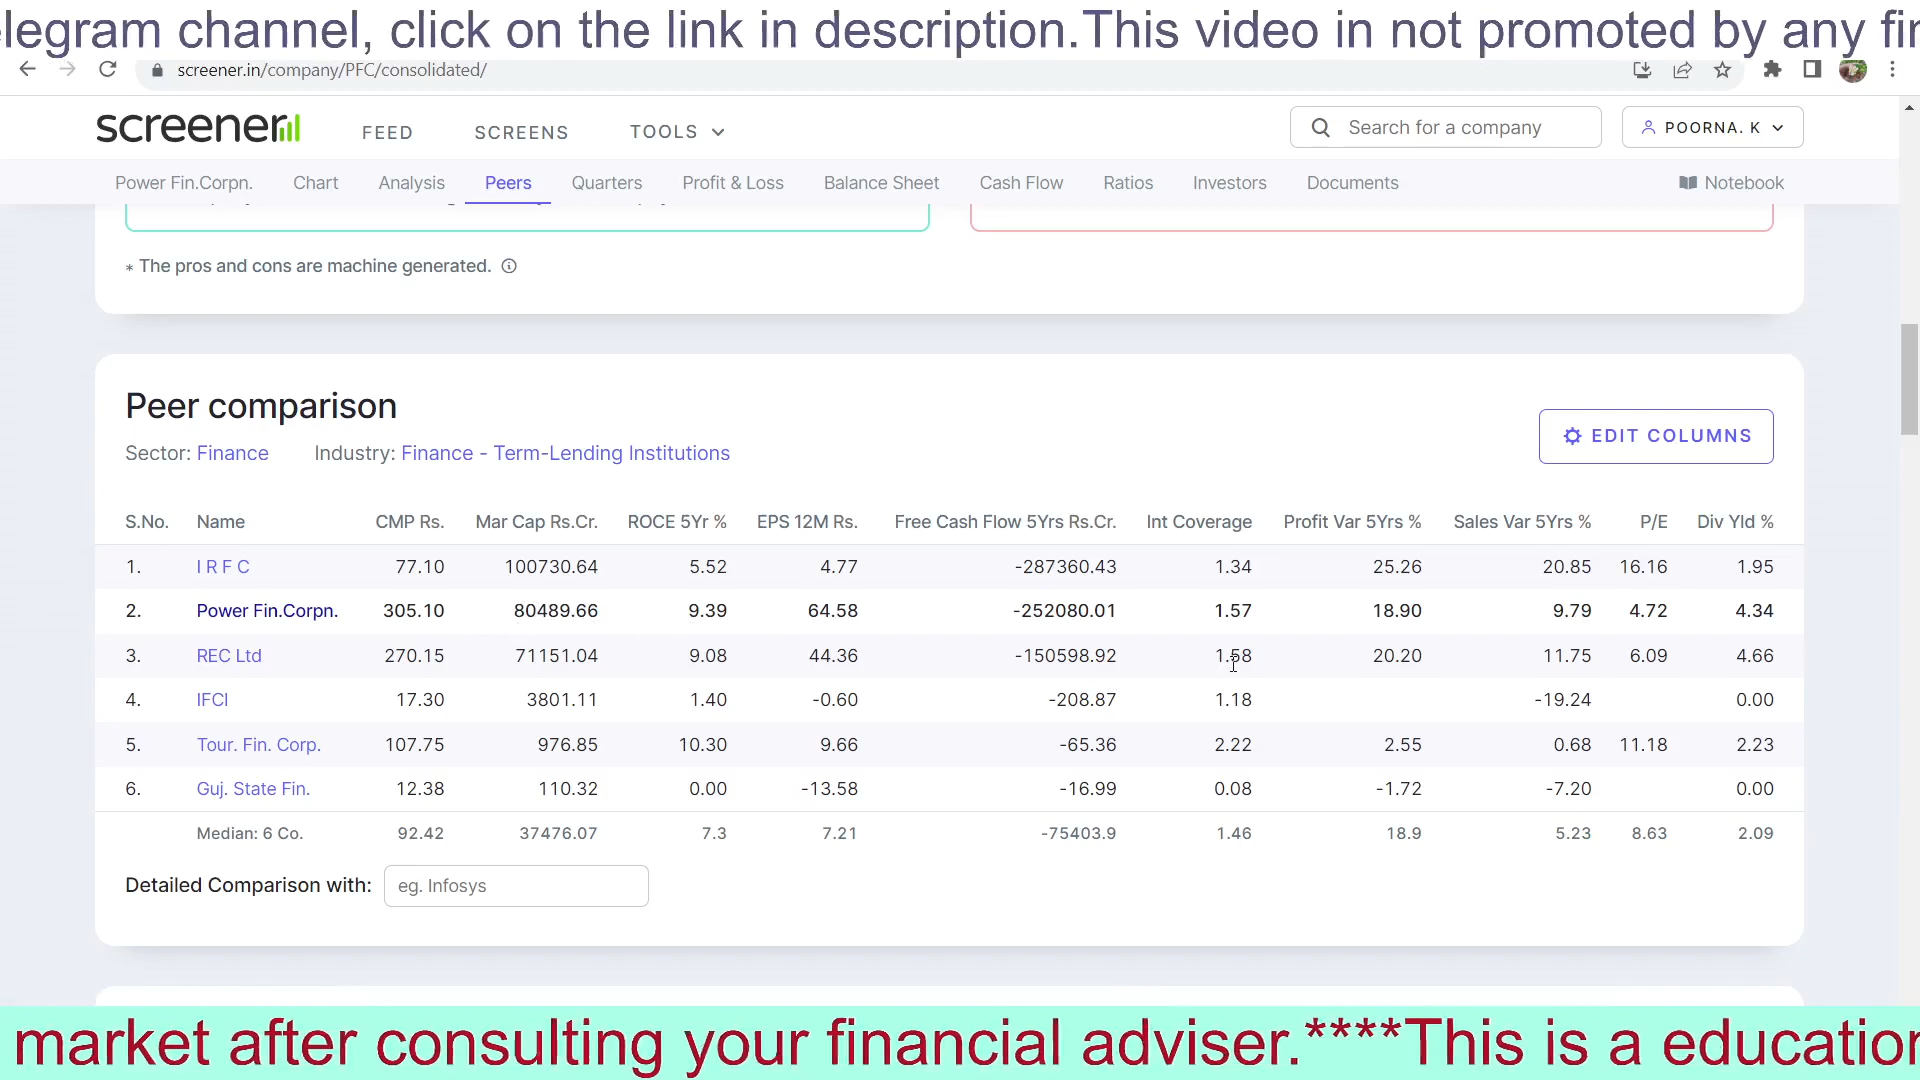 elegram channel, click on the link in description.This video in not promoted by any fir
screener.in/company/PFC/consolidated/
screener
FEED SCREENS TOOLS
Search for a company
POORNA. K
Power Fin.Corpn. Chart Analysis Peers Quarters Profit & Loss Balance Sheet Cash Flow Ratios Investors Documents Notebook
* The pros and cons are machine generated.
Peer comparison
Sector: Finance Industry: Finance - Term-Lending Institutions
EDIT COLUMNS
S.No. Name CMP Rs. Mar Cap Rs.Cr. ROCE 5Yr % EPS 12M Rs. Free Cash Flow 5Yrs Rs.Cr. Int Coverage Profit Var 5Yrs % Sales Var 5Yrs % P/E Div Yld %
1. I R F C 77.10 100730.64 5.52 4.77 -287360.43 1.34 25.26 20.85 16.16 1.95
2. Power Fin.Corpn. 305.10 80489.66 9.39 64.58 -252080.01 1.57 18.90 9.79 4.72 4.34
3. REC Ltd 270.15 71151.04 9.08 44.36 -150598.92 1.58 20.20 11.75 6.09 4.66
4. IFCI 17.30 3801.11 1.40 -0.60 -208.87 1.18 -19.24 0.00
5. Tour. Fin. Corp. 107.75 976.85 10.30 9.66 -65.36 2.22 2.55 0.68 11.18 2.23
6. Guj. State Fin. 12.38 110.32 0.00 -13.58 -16.99 0.08 -1.72 -7.20 0.00
Median: 6 Co. 92.42 37476.07 7.3 7.21 -75403.9 1.46 18.9 5.23 8.63 2.09
Detailed Comparison with: eg. Infosys
market after consulting your financial adviser.****This is a education